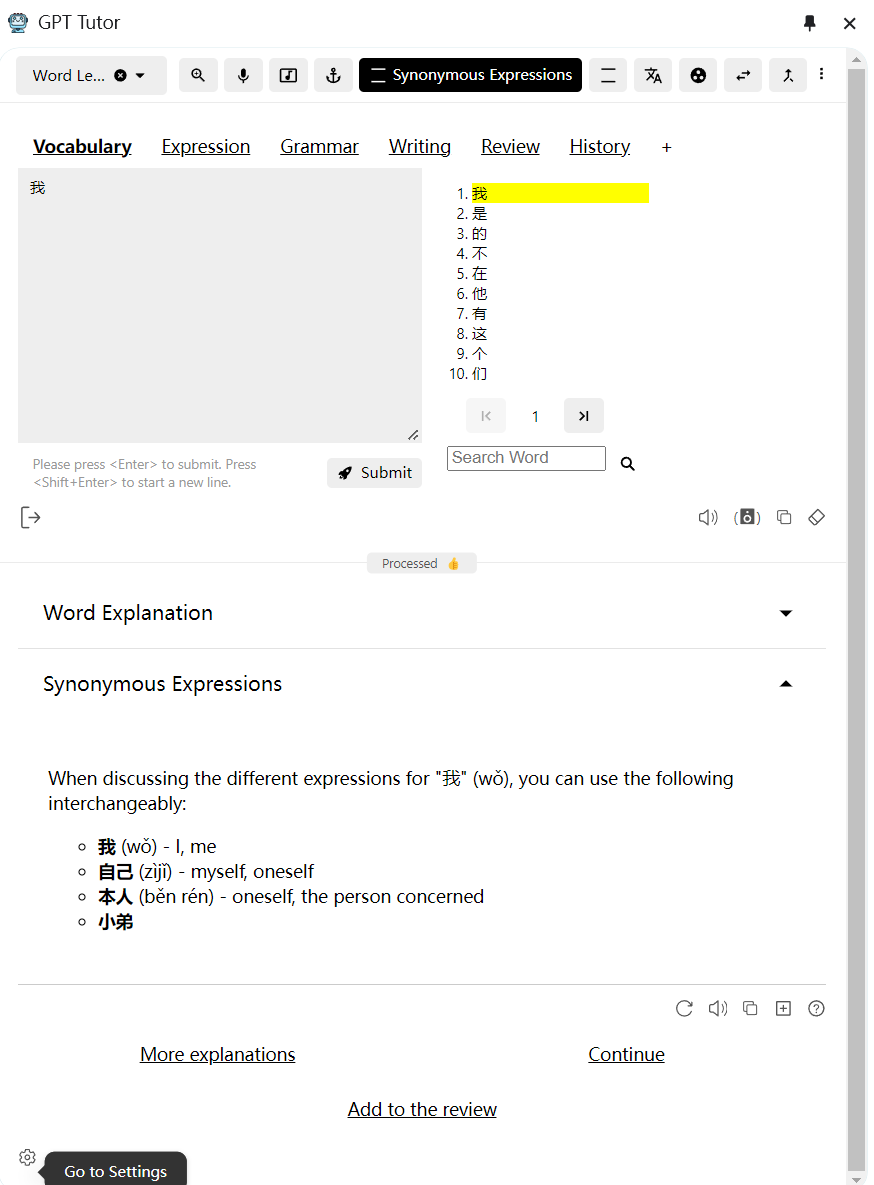 GPT Tutor
Word Le...
Synonymous Expressions
Vocabulary Expression Grammar Writing Review History +
我
1. 我
2. 是
3. 的
4. 不
5. 在
6. 他
7. 有
8. 这
9. 个
10. 们
1
Search Word
Please press <Enter> to submit. Press
<Shift+Enter> to start a new line.
Submit
Processed 👍
Word Explanation
Synonymous Expressions
When discussing the different expressions for "我" (wǒ), you can use the following
interchangeably:
我 (wǒ) - I, me
自己 (zìjǐ) - myself, oneself
本人 (běn rén) - oneself, the person concerned
小弟
More explanations
Continue
Add to the review
Go to Settings